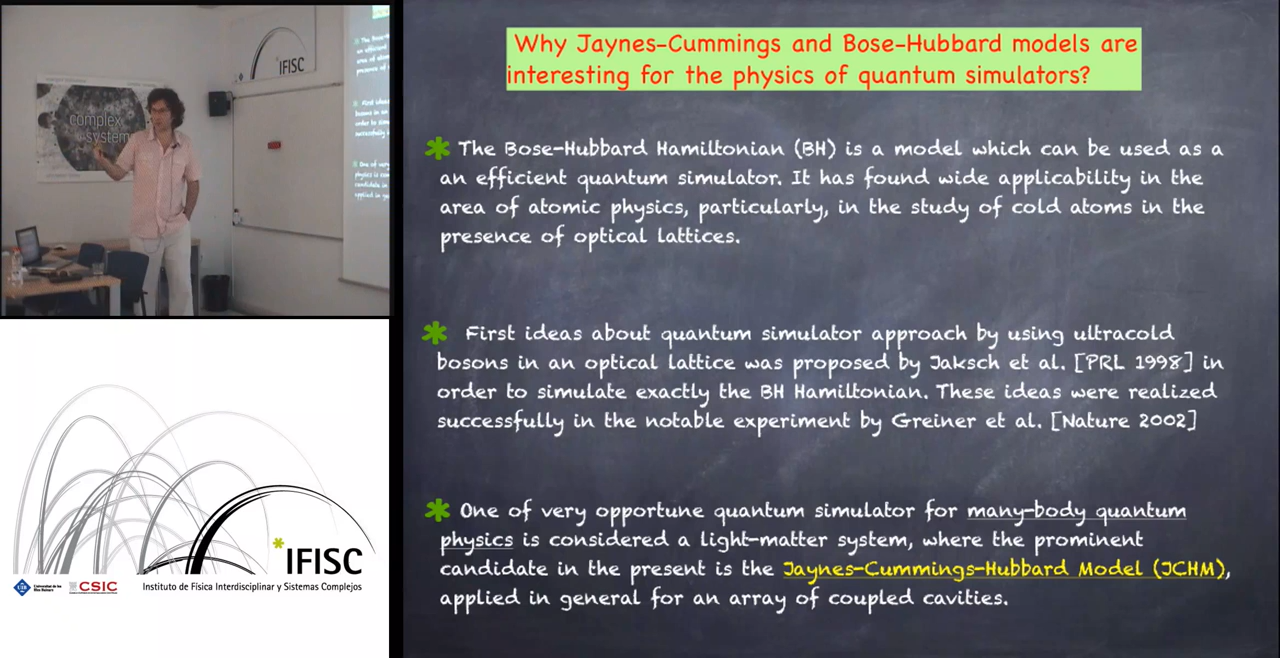 Why Jaynes-Cummings and Bose-Hubbard models are
interesting for the physics of quantum simulators?
The Bose-Hubbard Hamiltonian (BH) is a model which can be used as a
an efficient quantum simulator. It has found wide applicability in the
area of atomic physics, particularly, in the study of cold atoms in the
presence of optical lattices.
First ideas about quantum simulator approach by using ultracold
bosons in an optical lattice was proposed by Jaksch et al. [PRL 1998] in
order to simulate exactly the BH Hamiltonian. These ideas were realized
successfully in the notable experiment by Greiner et al. [Nature 2002]
One of very opportune quantum simulator for many-body quantum
physics is considered a light-matter system, where the prominent
candidate in the present is the Jaynes-Cummings-Hubbard Model (JCHM),
applied in general for an array of coupled cavities.
IFISC
complex
system
IFISC
CSIC
Instituto de Física Interdisciplinar y Sistemas Complejos